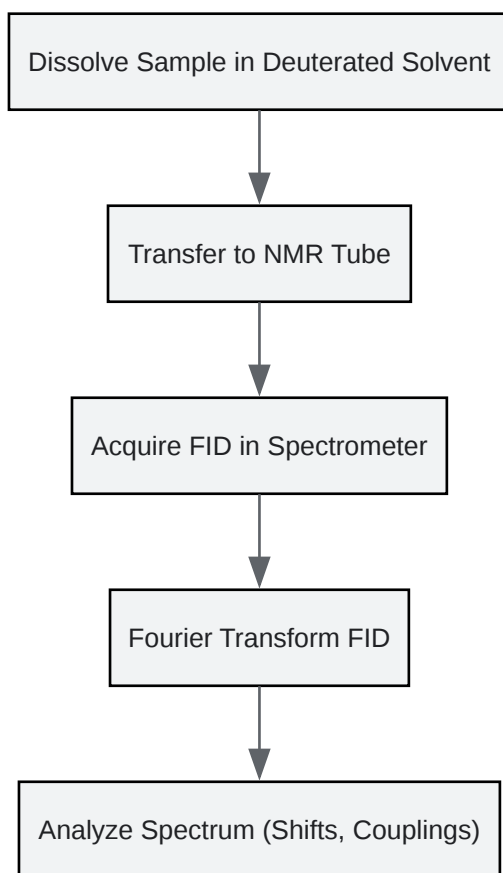 Dissolve Sample in Deuterated Solvent
Transfer to NMR Tube
Acquire FID in Spectrometer
Fourier Transform FID
Analyze Spectrum (Shifts, Couplings)